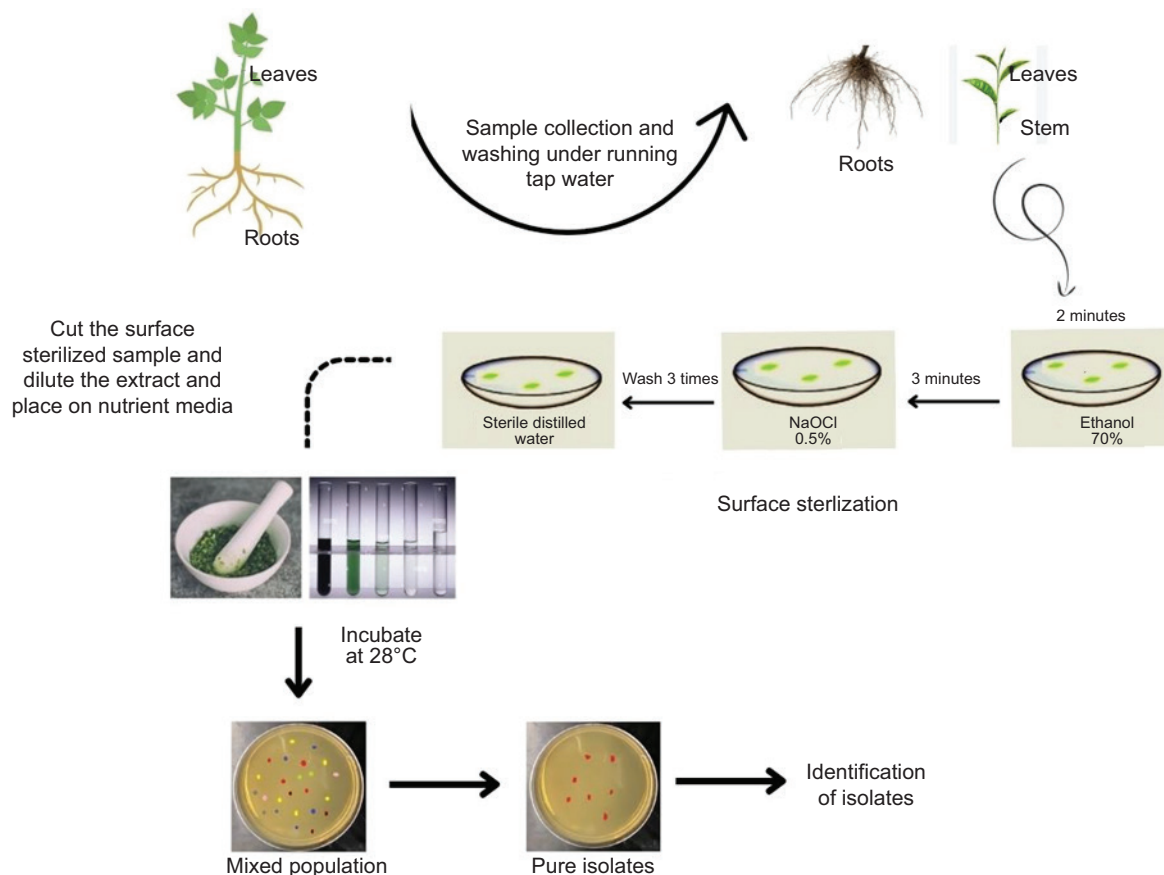 Leaves
Roots
Sample collection and
washing under running
tap water
Roots
Leaves
Stem
2 minutes
Ethanol
70%
3 minutes
NaOCl
0.5%
Wash 3 times
Sterile distilled
water
Surface sterlization
Cut the surface
sterilized sample and
dilute the extract and
place on nutrient media
Incubate
at 28°C
Mixed population
Pure isolates
Identification
of isolates